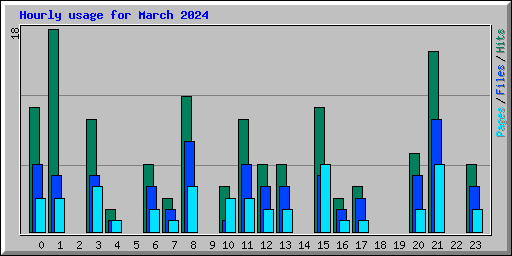 Hourly usage for March 2024
18
Pages / Files / Hits
0 1 2 3 4 5 6 7 8 9 10 11 12 13 14 15 16 17 18 19 20 21 22 23